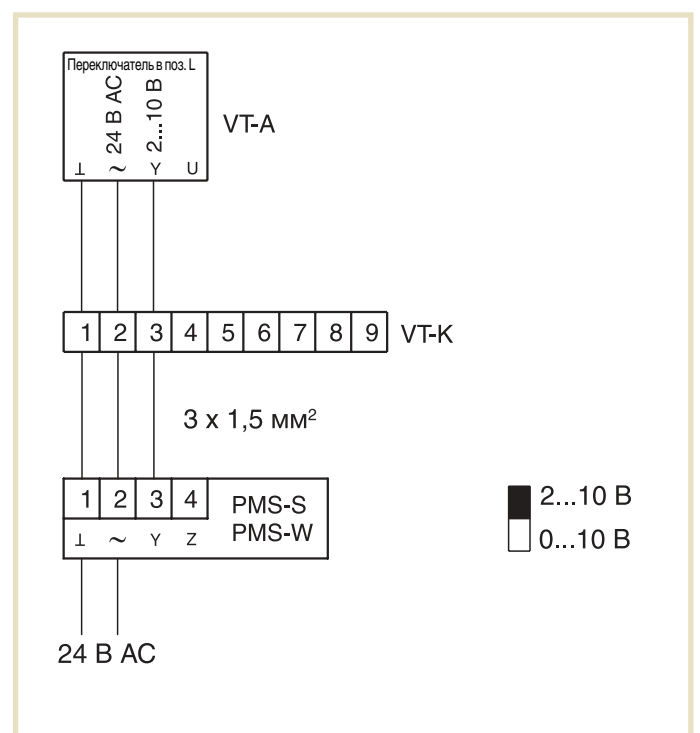 Переключатель в поз. L
24 В AC
2...10 В
⊥ ~ Y U
VT-A
1 2 3 4 5 6 7 8 9
VT-K
3 x 1,5 мм²
1 2 3 4
PMS-S
PMS-W
⊥ ~ Y Z
2...10 В
0...10 В
24 В AC